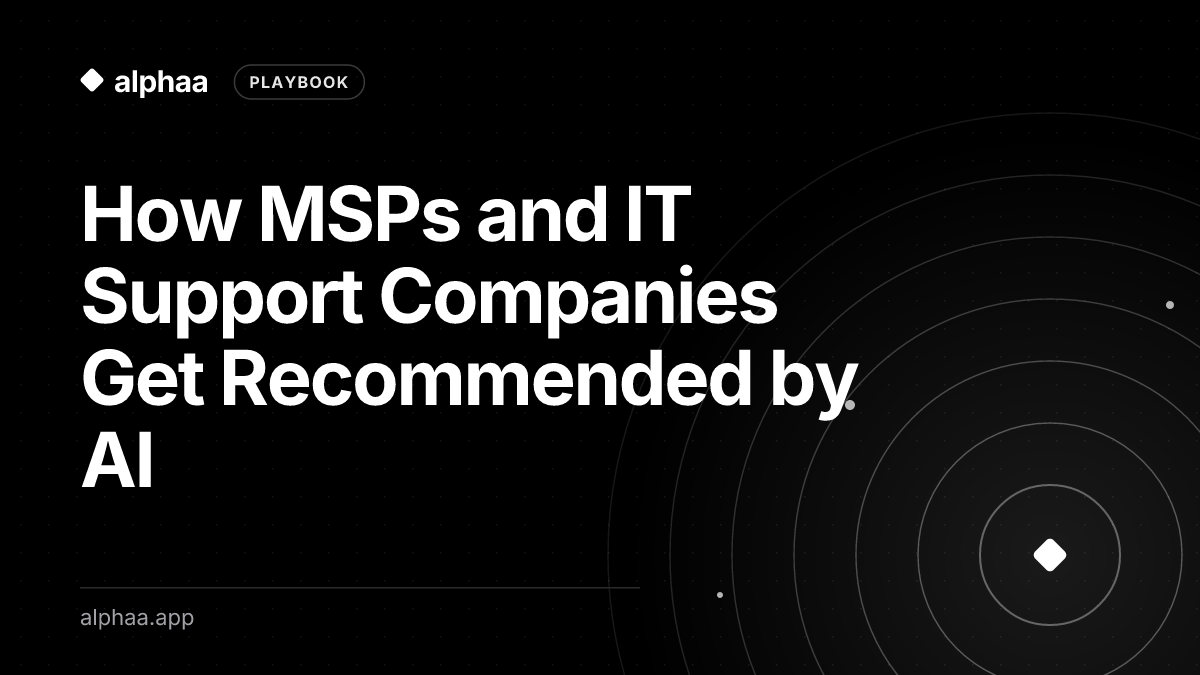 alphaa PLAYBOOK
How MSPs and IT
Support Companies
Get Recommended by
AI
alphaa.app